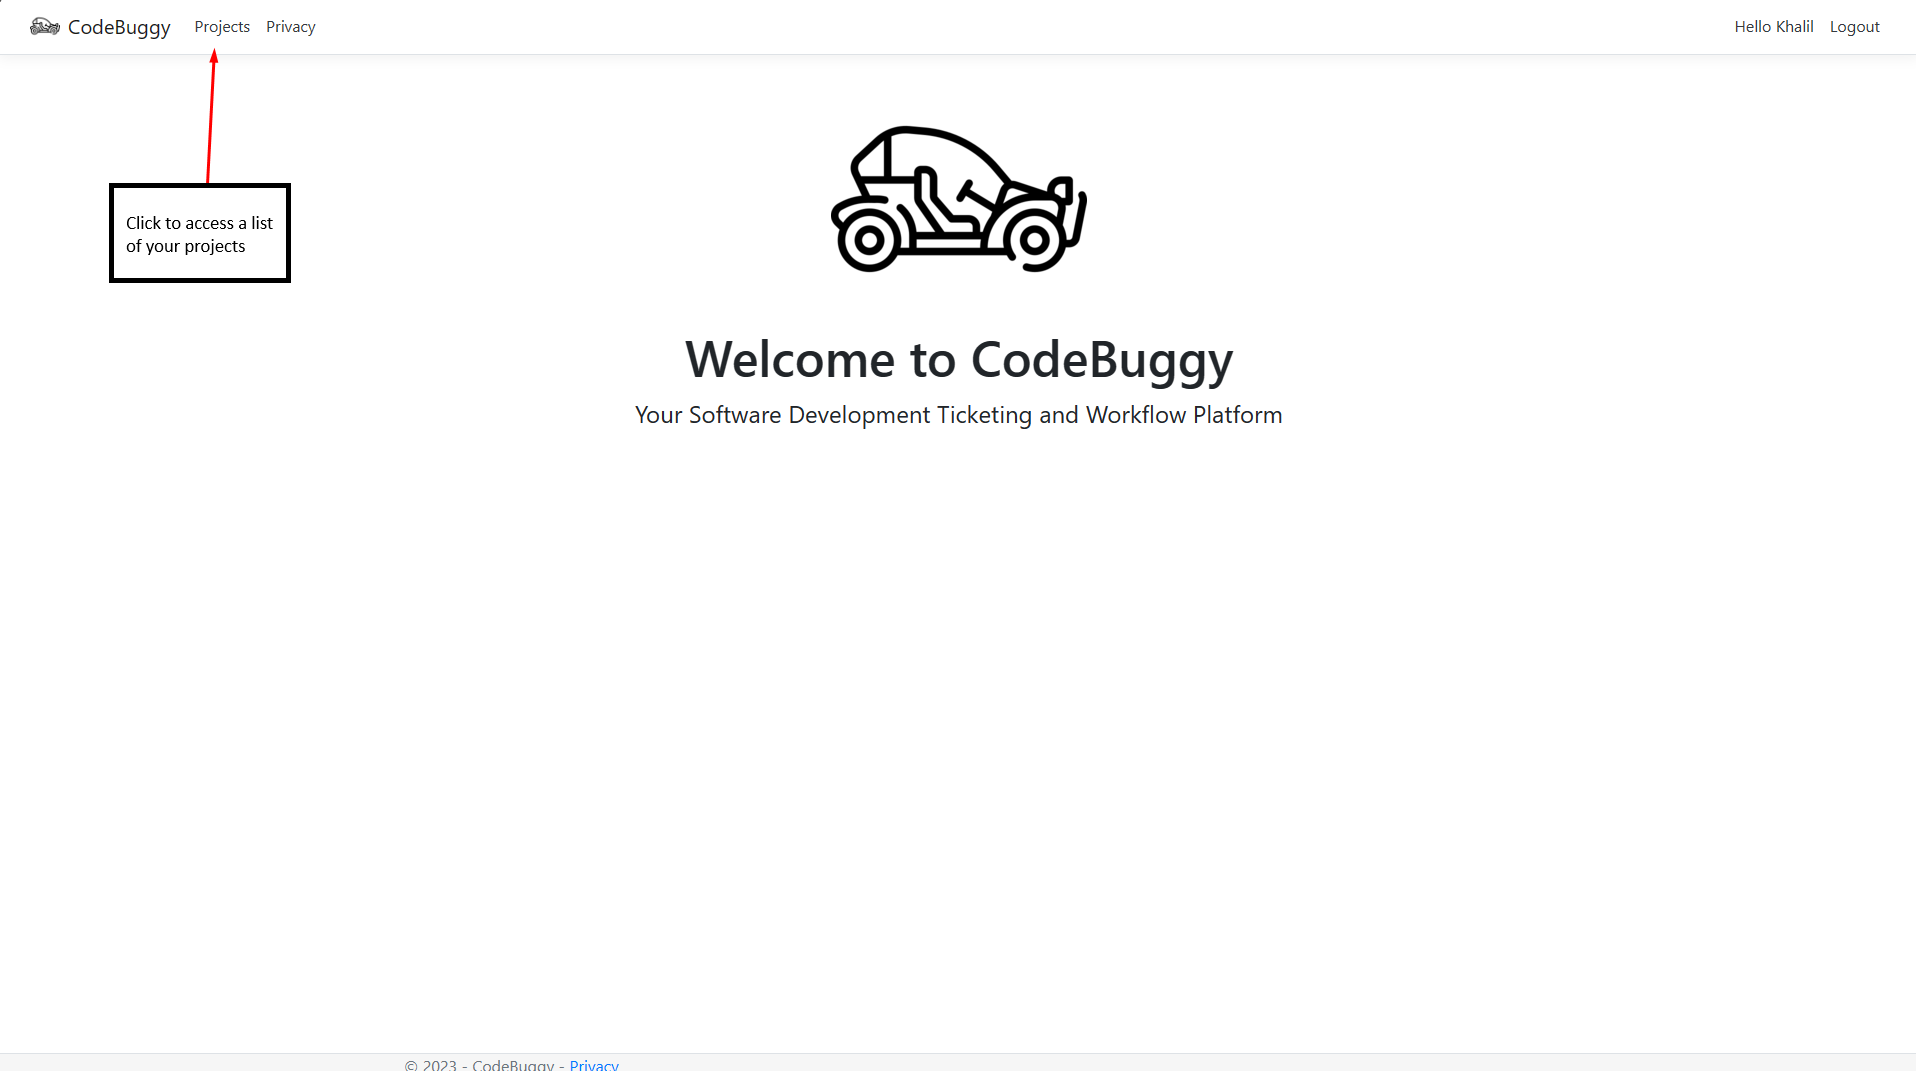 CodeBuggy Projects Privacy Hello Khalil Logout
Click to access a list
of your projects
Welcome to CodeBuggy
Your Software Development Ticketing and Workflow Platform
© 2023 - CodeBuggy - Privacy